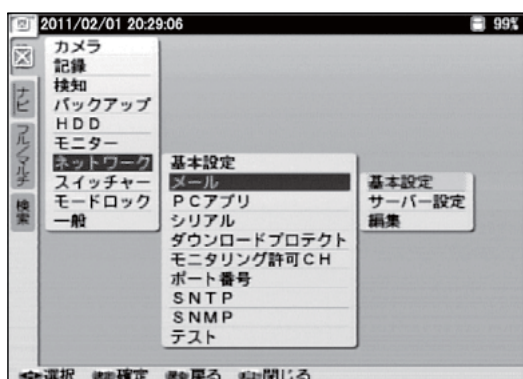 2011/02/01 20:29:06 99%
カメラ
記録
検知
バックアップ
HDD
モニター
ネットワーク
スイッチャー
モードロック
一般
基本設定
メール
PCアプリ
シリアル
ダウンロードプロテクト
モニタリング許可CH
ポート番号
SNTP
SNMP
テスト
基本設定
サーバー設定
編集
ナビ
フル/マルチ
検索
選択 確定 戻る 閉じる